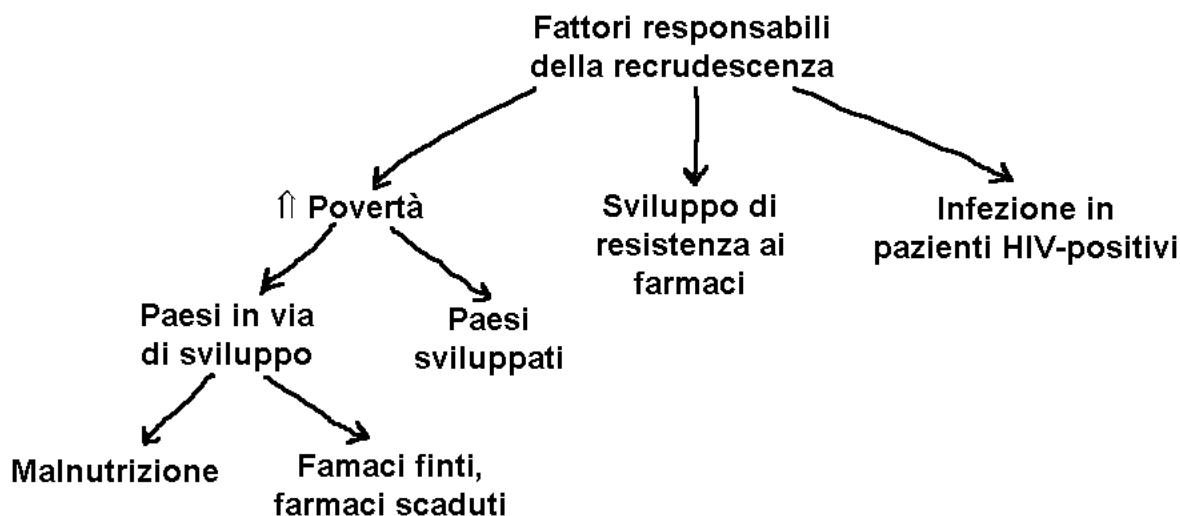 Fattori responsabili
della recrudescenza
⇑ Povertà
Sviluppo di
resistenza ai
farmaci
Infezione in
pazienti HIV-positivi
Paesi in via
di sviluppo
Paesi
sviluppati
Malnutrizione
Famaci finti,
farmaci scaduti